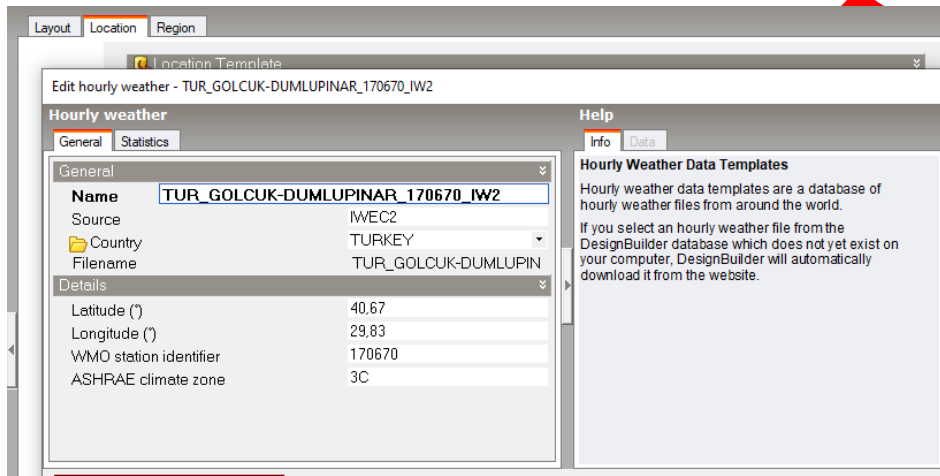 Layout Location Region
Location Template
Edit hourly weather - TUR_GOLCUK-DUMLUPINAR_170670_IW2
Hourly weather
General Statistics
General
Name TUR_GOLCUK-DUMLUPINAR_170670_IW2
Source IWEC2
Country TURKEY
Filename TUR_GOLCUK-DUMLUPIN
Details
Latitude (°) 40,67
Longitude (°) 29,83
WMO station identifier 170670
ASHRAE climate zone 3C
Help
Info Data
Hourly Weather Data Templates
Hourly weather data templates are a database of
hourly weather files from around the world.
If you select an hourly weather file from the
DesignBuilder database which does not yet exist on
your computer, DesignBuilder will automatically
download it from the website.